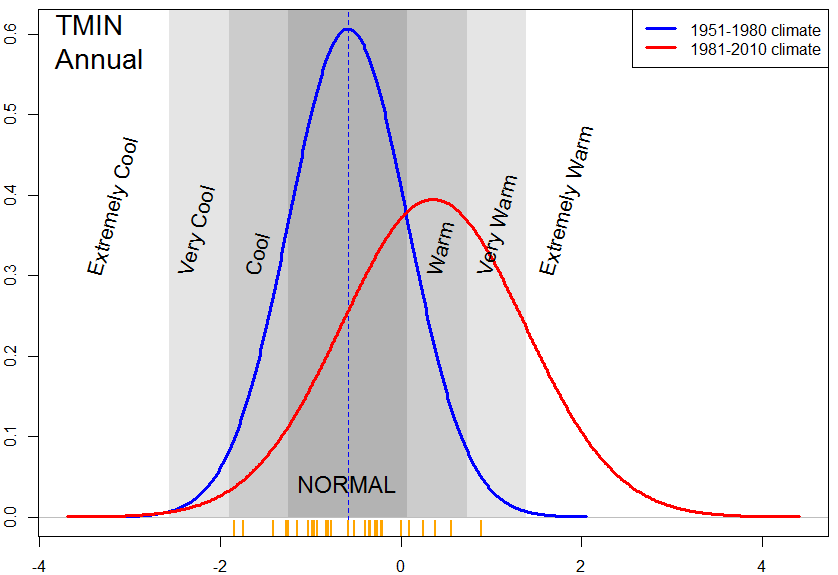 TMIN
Annual
1951-1980 climate
1981-2010 climate
Extremely Cool
Very Cool
Cool
Warm
Very Warm
Extremely Warm
NORMAL
0.6
0.5
0.4
0.3
0.2
0.1
0.0
-4
-2
0
2
4